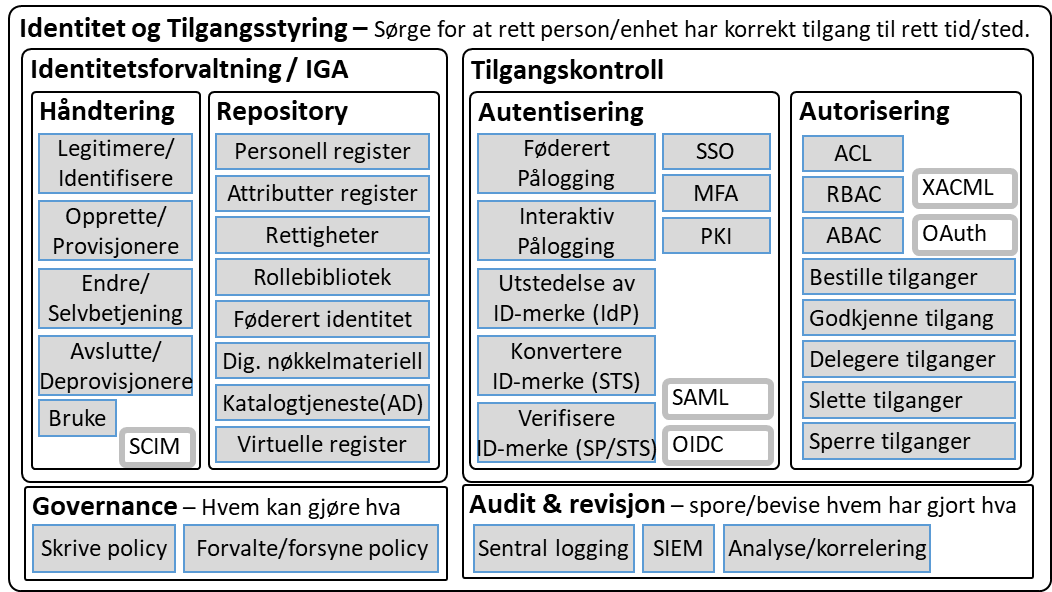 Identitet og Tilgangsstyring – Sørge for at rett person/enhet har korrekt tilgang til rett tid/sted.
Identitetsforvaltning / IGA
Håndtering
Legitimere/
Identifisere
Opprette/
Provisjonere
Endre/
Selvbetjening
Avslutte/
Deprovisjonere
Bruke
SCIM
Repository
Personell register
Attributter register
Rettigheter
Rollebibliotek
Føderert identitet
Dig. nøkkelmateriell
Katalogtjeneste(AD)
Virtuelle register
Tilgangskontroll
Autentisering
Føderert
Pålogging
Interaktiv
Pålogging
Utstedelse av
ID-merke (IdP)
Konvertere
ID-merke (STS)
Verifisere
ID-merke (SP/STS)
SSO
MFA
PKI
SAML
OIDC
Autorisering
ACL
RBAC
ABAC
XACML
OAuth
Bestille tilganger
Godkjenne tilgang
Delegere tilganger
Slette tilganger
Sperre tilganger
Governance – Hvem kan gjøre hva
Skrive policy
Forvalte/forsyne policy
Audit & revisjon – spore/bevise hvem har gjort hva
Sentral logging
SIEM
Analyse/korrelering